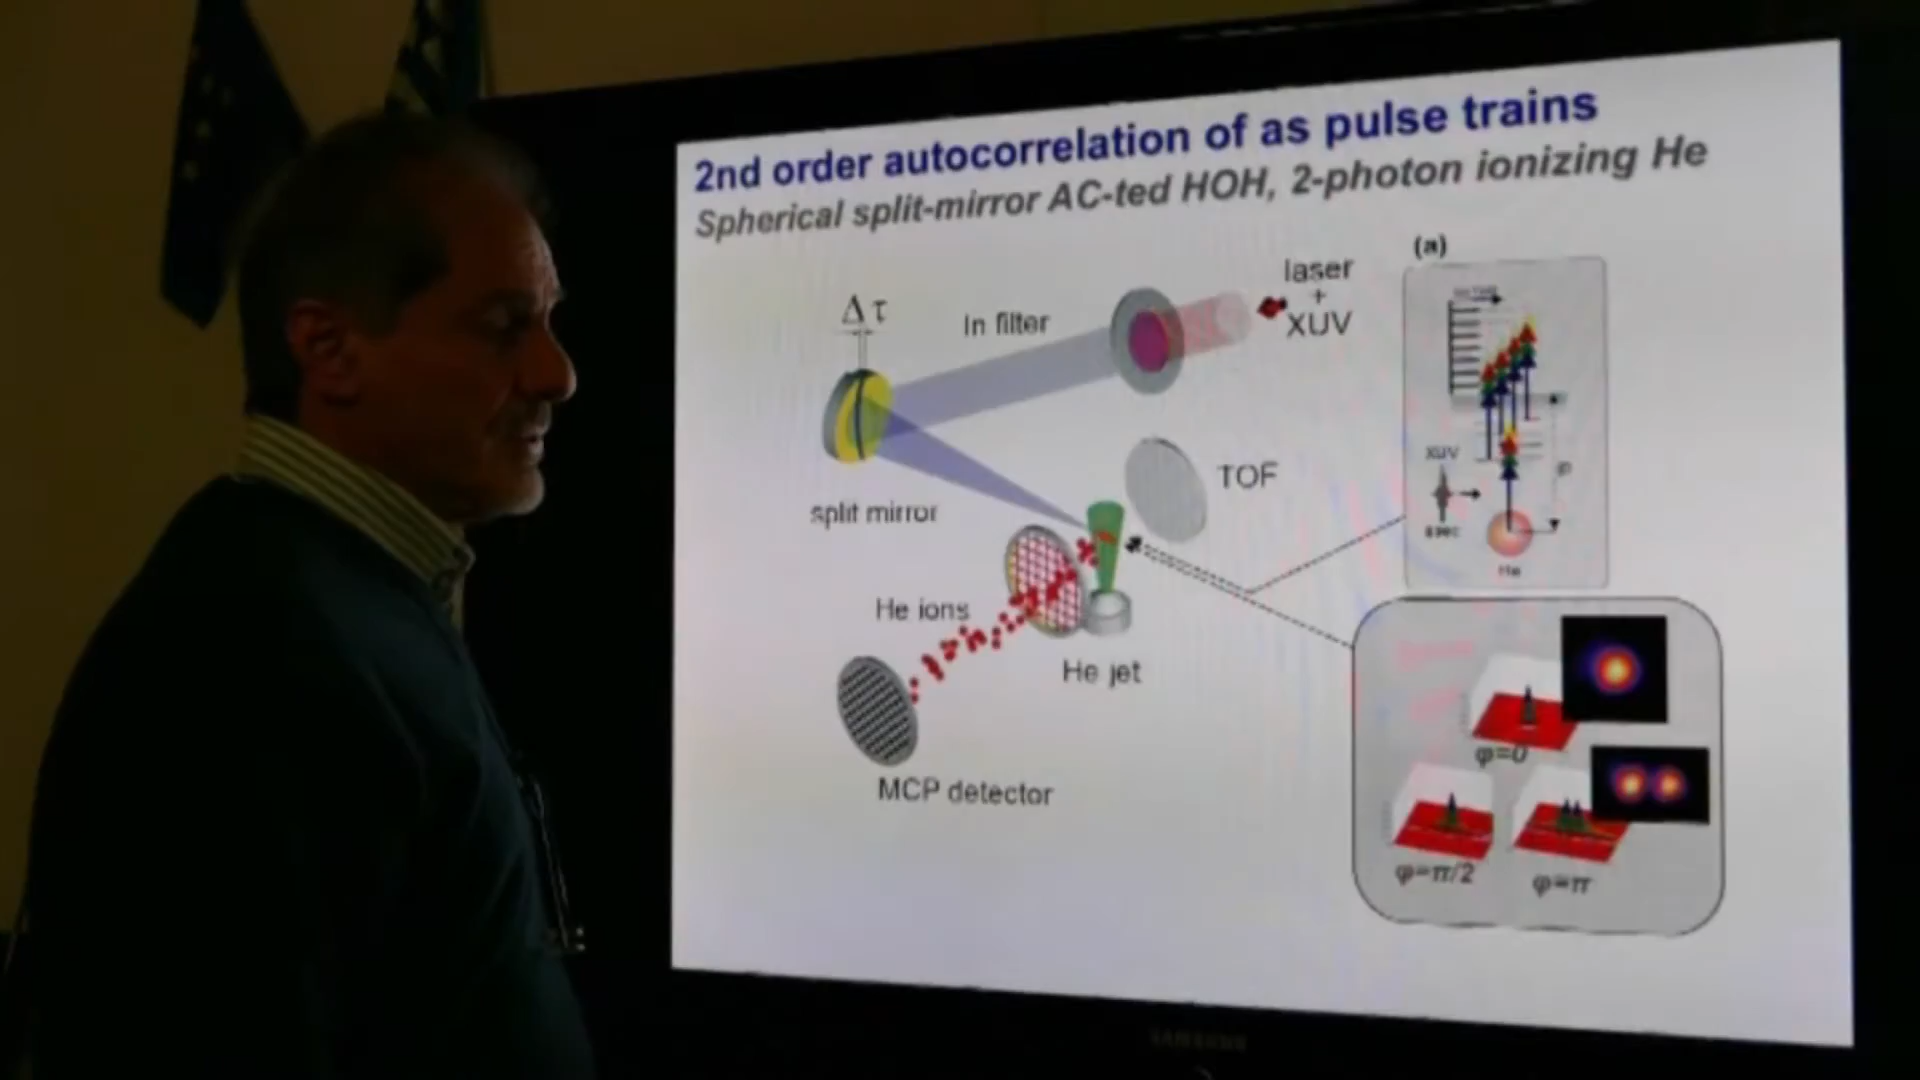 2nd order autocorrelation of as pulse trains
Spherical split-mirror AC-ted HOH, 2-photon ionizing He
(a)
laser
+
XUV
Δτ
In filter
TOF
XUV
split mirror
He
He ions
He jet
φ=0
MCP detector
φ=π/2
φ=π
SAMSUNG